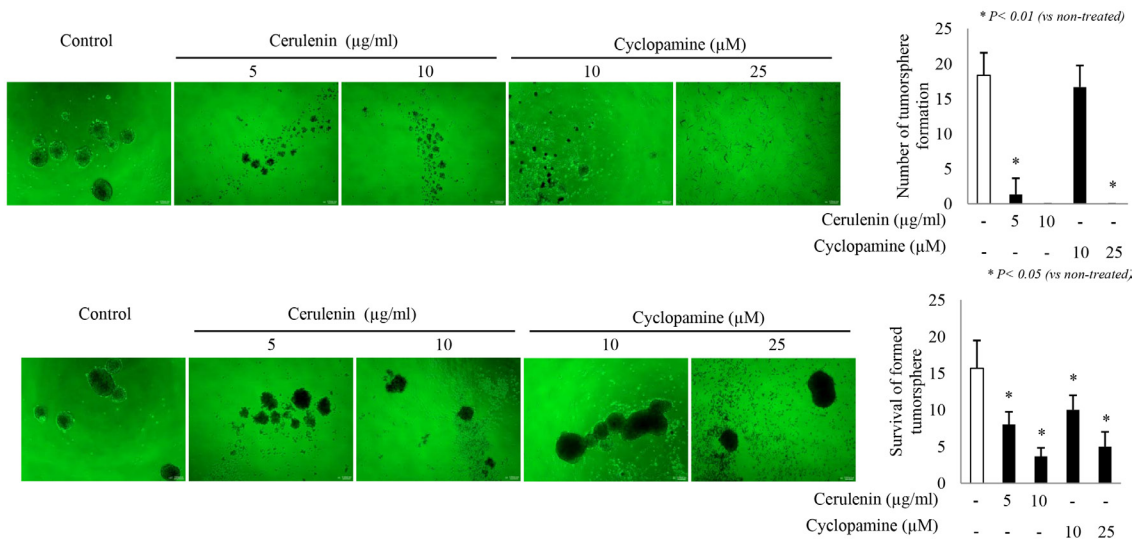 * P< 0.01 (vs non-treated)
Control
Cerulenin (µg/ml)
Cyclopamine (µM)
5
10
10
25
Number of tumorsphere
formation
25
20
15
10
5
0
*
*
Cerulenin (µg/ml)
- 5 10 - -
Cyclopamine (µM)
- - - 10 25
* P< 0.05 (vs non-treated)
Control
Cerulenin (µg/ml)
Cyclopamine (µM)
5
10
10
25
Survival of formed
tumorsphere
25
20
15
10
5
0
*
*
*
*
Cerulenin (µg/ml)
- 5 10 - -
Cyclopamine (µM)
- - - 10 25